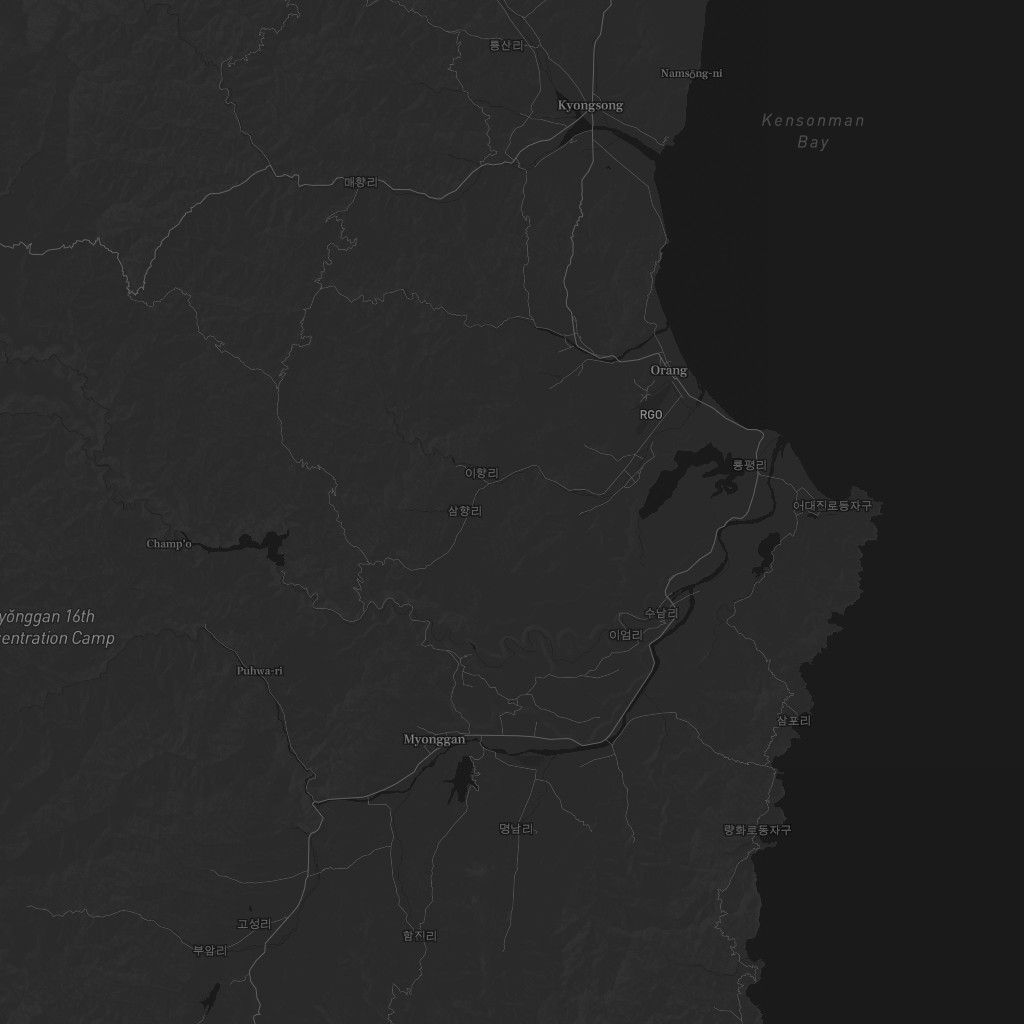 룡산리
Namsŏng-ni
Kyongsong
Kensonman
Bay
매향리
Orang
RGO
룡평리
이향리
어대진로동자구
삼향리
Champ'o
yŏnggan 16th
entration Camp
수남리
이엄리
Puhwa-ri
삼포리
Myonggan
명남리
량화로동자구
고성리
함진리
부암리